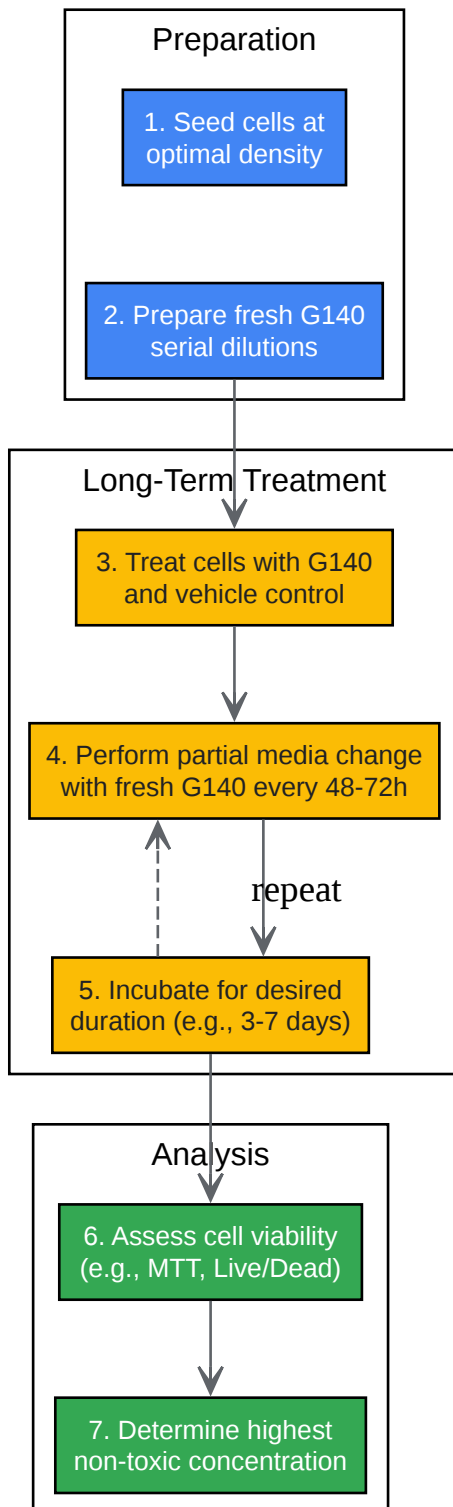 Preparation
1. Seed cells at
optimal density
2. Prepare fresh G140
serial dilutions
Long-Term Treatment
3. Treat cells with G140
and vehicle control
4. Perform partial media change
with fresh G140 every 48-72h
repeat
5. Incubate for desired
duration (e.g., 3-7 days)
Analysis
6. Assess cell viability
(e.g., MTT, Live/Dead)
7. Determine highest
non-toxic concentration